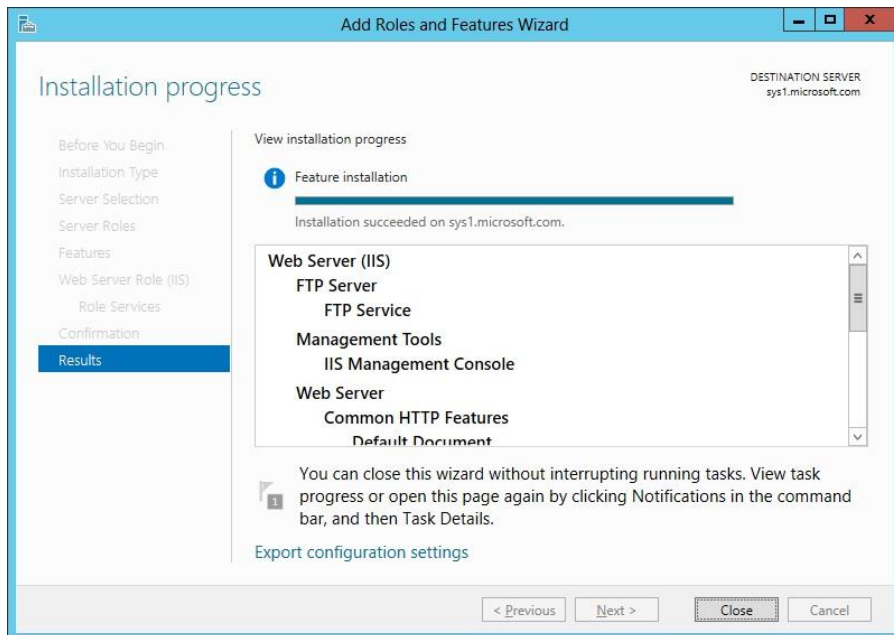 Add Roles and Features Wizard
Installation progress
DESTINATION SERVER
sys1.microsoft.com
Before You Begin
Installation Type
Server Selection
Server Roles
Features
Web Server Role (IIS)
Role Services
Confirmation
Results
View installation progress
Feature installation
Installation succeeded on sys1.microsoft.com.
Web Server (IIS)
FTP Server
FTP Service
Management Tools
IIS Management Console
Web Server
Common HTTP Features
Default Document
1
You can close this wizard without interrupting running tasks. View task
progress or open this page again by clicking Notifications in the command
bar, and then Task Details.
Export configuration settings
< Previous
Next >
Close
Cancel